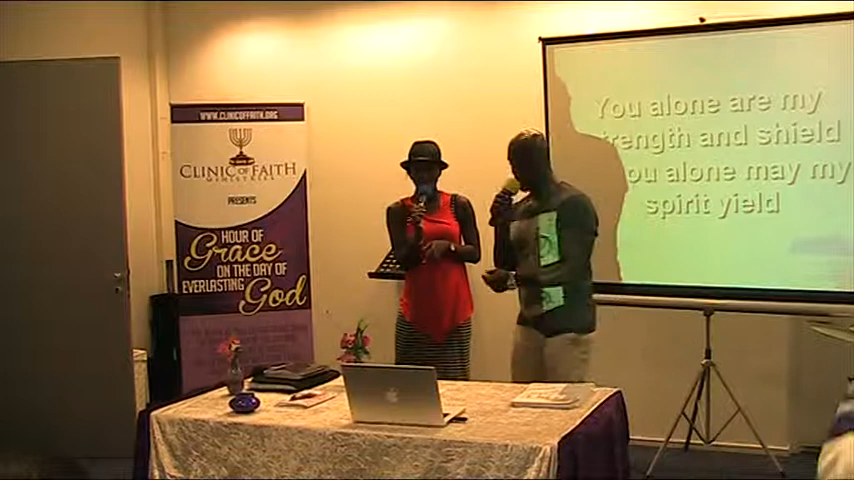 WWW.CLINICOFFAITH.ORG
CLINIC OF FAITH
MINISTRIES
PRESENTS
HOUR OF
Grace
ON THE DAY OF
EVERLASTING
God
You alone are my
strength and shield
ou alone may my
spirit yield